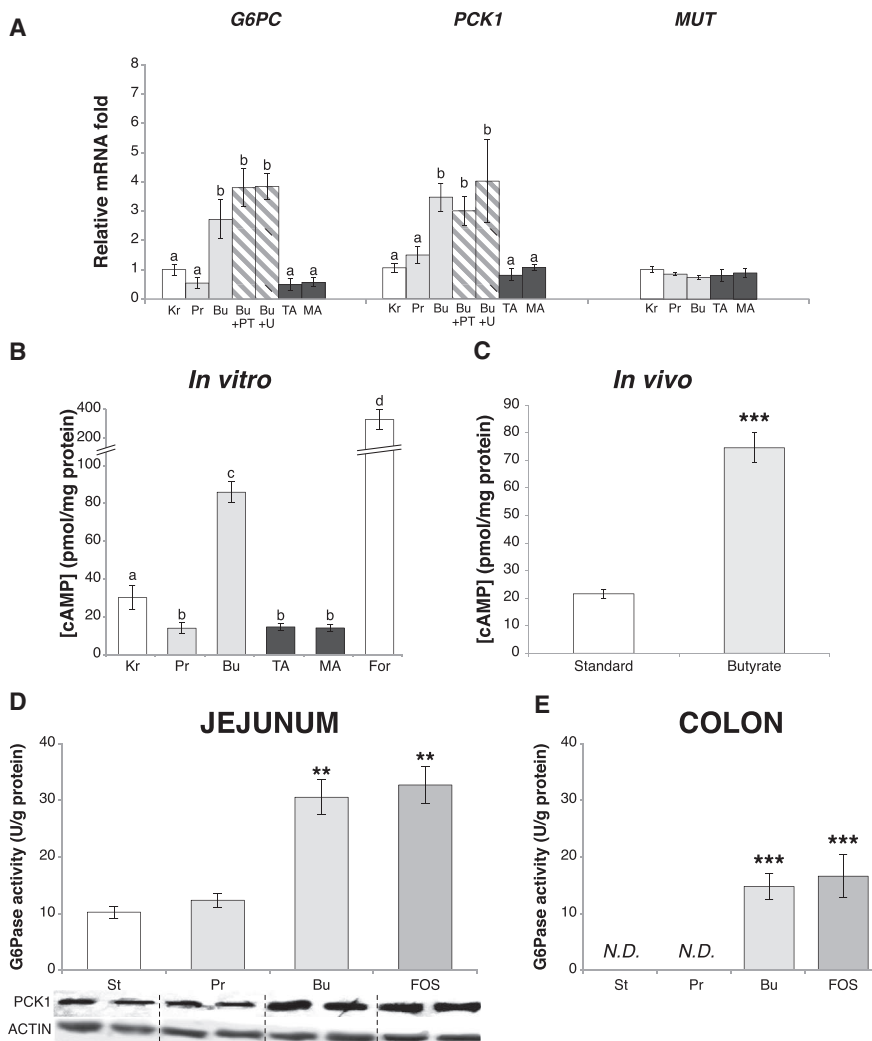 A
G6PC PCK1 MUT
Relative mRNA fold
8
7
6
5
4
3
2
1
0
a a b b b a a
a a b b b a a
Kr Pr Bu Bu Bu TA MA
+PT +U
Kr Pr Bu Bu Bu TA MA
+PT +U
Kr Pr Bu TA MA
B
In vitro
[cAMP] (pmol/mg protein)
400
200
100
80
60
40
20
0
a b c b b d
Kr Pr Bu TA MA For
C
In vivo
[cAMP] (pmol/mg protein)
90
80
70
60
50
40
30
20
10
0
***
Standard Butyrate
D
JEJUNUM
G6Pase activity (U/g protein)
40
30
20
10
0
** **
St Pr Bu FOS
PCK1
ACTIN
E
COLON
G6Pase activity (U/g protein)
40
30
20
10
0
N.D. N.D. *** ***
St Pr Bu FOS